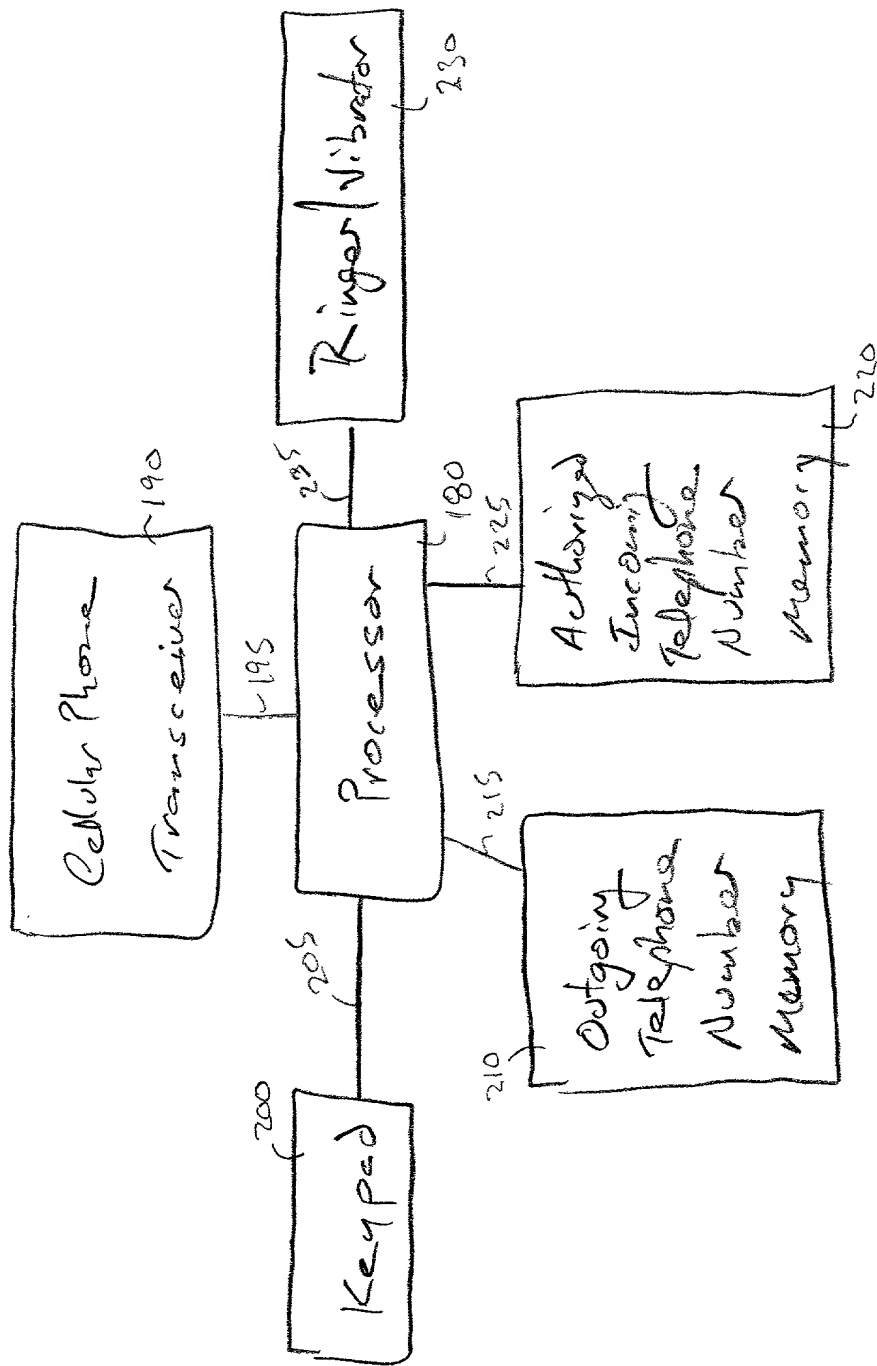 Cellular Phone
Transceiver
190
195
200
Keypad
205
Processor
180
235
Ringer/Vibrator
230
215
225
210
Outgoing
Telephone
Number
Memory
Authorized
Incoming
Telephone
Number
Memory
220